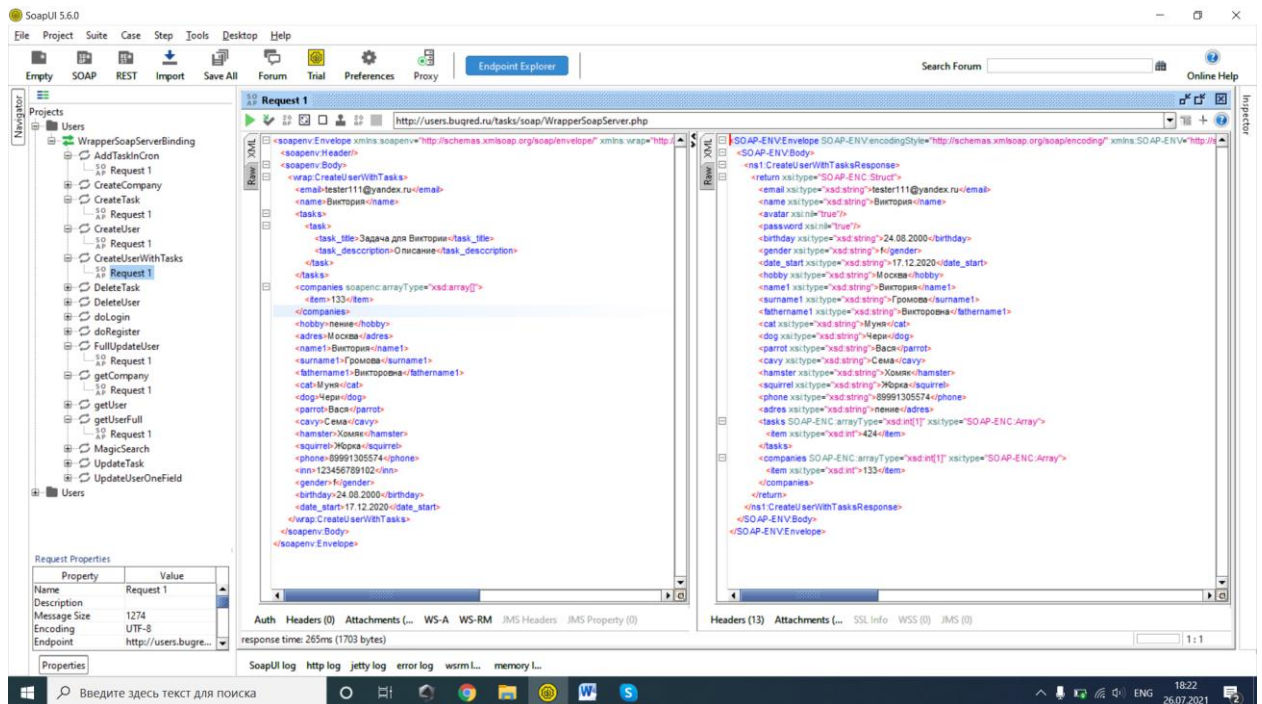 SoapUI 5.6.0
File Project Suite Case Step Tools Desktop Help
Empty SOAP REST Import Save All Forum Trial Preferences Proxy Endpoint Explorer Search Forum Online Help
Navigator
Projects
Users
WrapperSoapServerBinding
AddTaskInCron
Request 1
CreateCompany
CreateTask
Request 1
CreateUser
Request 1
CreateUserWithTasks
Request 1
DeleteTask
DeleteUser
doLogin
doRegister
FullUpdateUser
Request 1
getCompany
Request 1
getUser
getUserFull
Request 1
MagicSearch
UpdateTask
UpdateUserOneField
Users
Request Properties
Property Value
Name Request 1
Description
Message Size 1274
Encoding UTF-8
Endpoint http://users.bugre...
Properties
Request 1
http://users.bugred.ru/tasks/soap/WrapperSoapServer.php
XML
Raw
<soapenv:Envelope xmlns:soapenv="http://schemas.xmlsoap.org/soap/envelope/" xmlns:wrap="http:/
<soapenv:Header/>
<soapenv:Body>
<wrap:CreateUserWithTasks>
<email>tester111@yandex.ru</email>
<name>Виктория</name>
<tasks>
<task>
<task_title>Задача для Виктории</task_title>
<task_desccription>Описание</task_desccription>
</task>
</tasks>
<companies soapenc:arrayType="xsd:array[]">
<item>133</item>
</companies>
<hobby>пение</hobby>
<adres>Москва</adres>
<name1>Виктория</name1>
<surname1>Громова</surname1>
<fathername1>Викторовна</fathername1>
<cat>Муня</cat>
<dog>Чери</dog>
<parrot>Вася</parrot>
<cavy>Сема</cavy>
<hamster>Хомяк</hamster>
<squirrel>Жорка</squirrel>
<phone>89991305574</phone>
<inn>123456789102</inn>
<gender>f</gender>
<birthday>24.08.2000</birthday>
<date_start>17.12.2020</date_start>
</wrap:CreateUserWithTasks>
</soapenv:Body>
</soapenv:Envelope>
Auth Headers (0) Attachments (... WS-A WS-RM JMS Headers JMS Property (0)
XML
Raw
<SOAP-ENV:Envelope SOAP-ENV:encodingStyle="http://schemas.xmlsoap.org/soap/encoding/" xmlns:SOAP-ENV="http://s
<SOAP-ENV:Body>
<ns1:CreateUserWithTasksResponse>
<return xsi:type="SOAP-ENC:Struct">
<email xsi:type="xsd:string">tester111@yandex.ru</email>
<name xsi:type="xsd:string">Виктория</name>
<avatar xsi:nil="true"/>
<password xsi:nil="true"/>
<birthday xsi:type="xsd:string">24.08.2000</birthday>
<gender xsi:type="xsd:string">f</gender>
<date_start xsi:type="xsd:string">17.12.2020</date_start>
<hobby xsi:type="xsd:string">Москва</hobby>
<name1 xsi:type="xsd:string">Виктория</name1>
<surname1 xsi:type="xsd:string">Громова</surname1>
<fathername1 xsi:type="xsd:string">Викторовна</fathername1>
<cat xsi:type="xsd:string">Муня</cat>
<dog xsi:type="xsd:string">Чери</dog>
<parrot xsi:type="xsd:string">Вася</parrot>
<cavy xsi:type="xsd:string">Сема</cavy>
<hamster xsi:type="xsd:string">Хомяк</hamster>
<squirrel xsi:type="xsd:string">Жорка</squirrel>
<phone xsi:type="xsd:string">89991305574</phone>
<adres xsi:type="xsd:string">пение</adres>
<tasks SOAP-ENC:arrayType="xsd:int[1]" xsi:type="SOAP-ENC:Array">
<item xsi:type="xsd:int">424</item>
</tasks>
<companies SOAP-ENC:arrayType="xsd:int[1]" xsi:type="SOAP-ENC:Array">
<item xsi:type="xsd:int">133</item>
</companies>
</return>
</ns1:CreateUserWithTasksResponse>
</SOAP-ENV:Body>
</SOAP-ENV:Envelope>
Headers (13) Attachments (... SSL Info WSS (0) JMS (0)
response time: 265ms (1703 bytes) 1 : 1
SoapUI log http log jetty log error log wsrm l... memory l...
Inspector
Введите здесь текст для поиска
ENG 18:22
26.07.2021
2